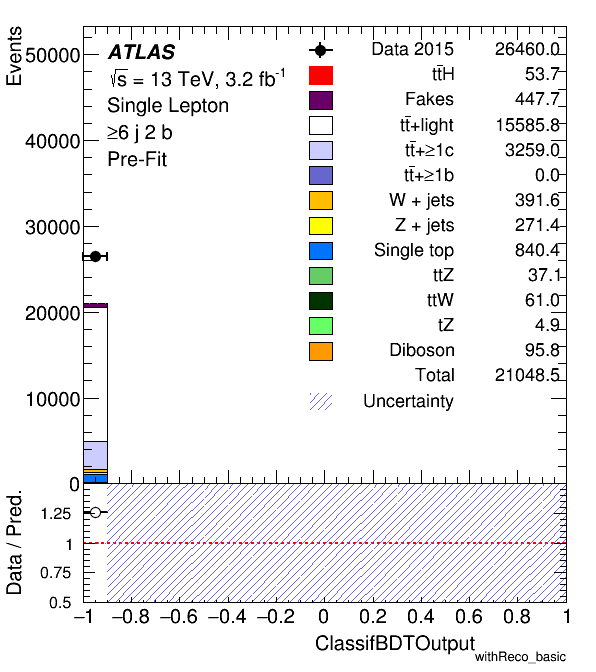 Events
50000
40000
30000
20000
10000
0
ATLAS
√s = 13 TeV, 3.2 fb⁻¹
Single Lepton
≥6 j 2 b
Pre-Fit
Data 2015 26460.0
tt̄H 53.7
Fakes 447.7
tt̄+light 15585.8
tt̄+≥1c 3259.0
tt̄+≥1b 0.0
W + jets 391.6
Z + jets 271.4
Single top 840.4
ttZ 37.1
ttW 61.0
tZ 4.9
Diboson 95.8
Total 21048.5
Uncertainty
Data / Pred.
1.25
1
0.75
0.5
−1 −0.8 −0.6 −0.4 −0.2 0 0.2 0.4 0.6 0.8 1
ClassifBDTOutput
withReco_basic